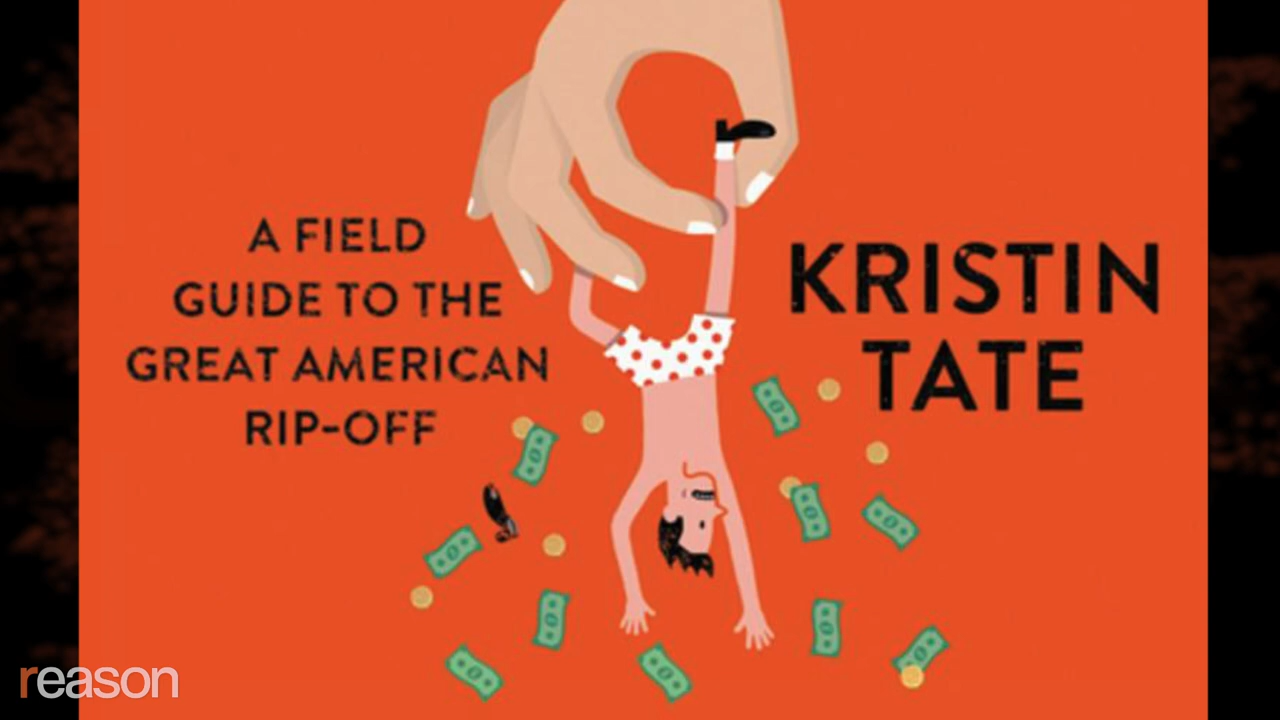 A FIELD
GUIDE TO THE
GREAT AMERICAN
RIP-OFF
KRISTIN
TATE
reason